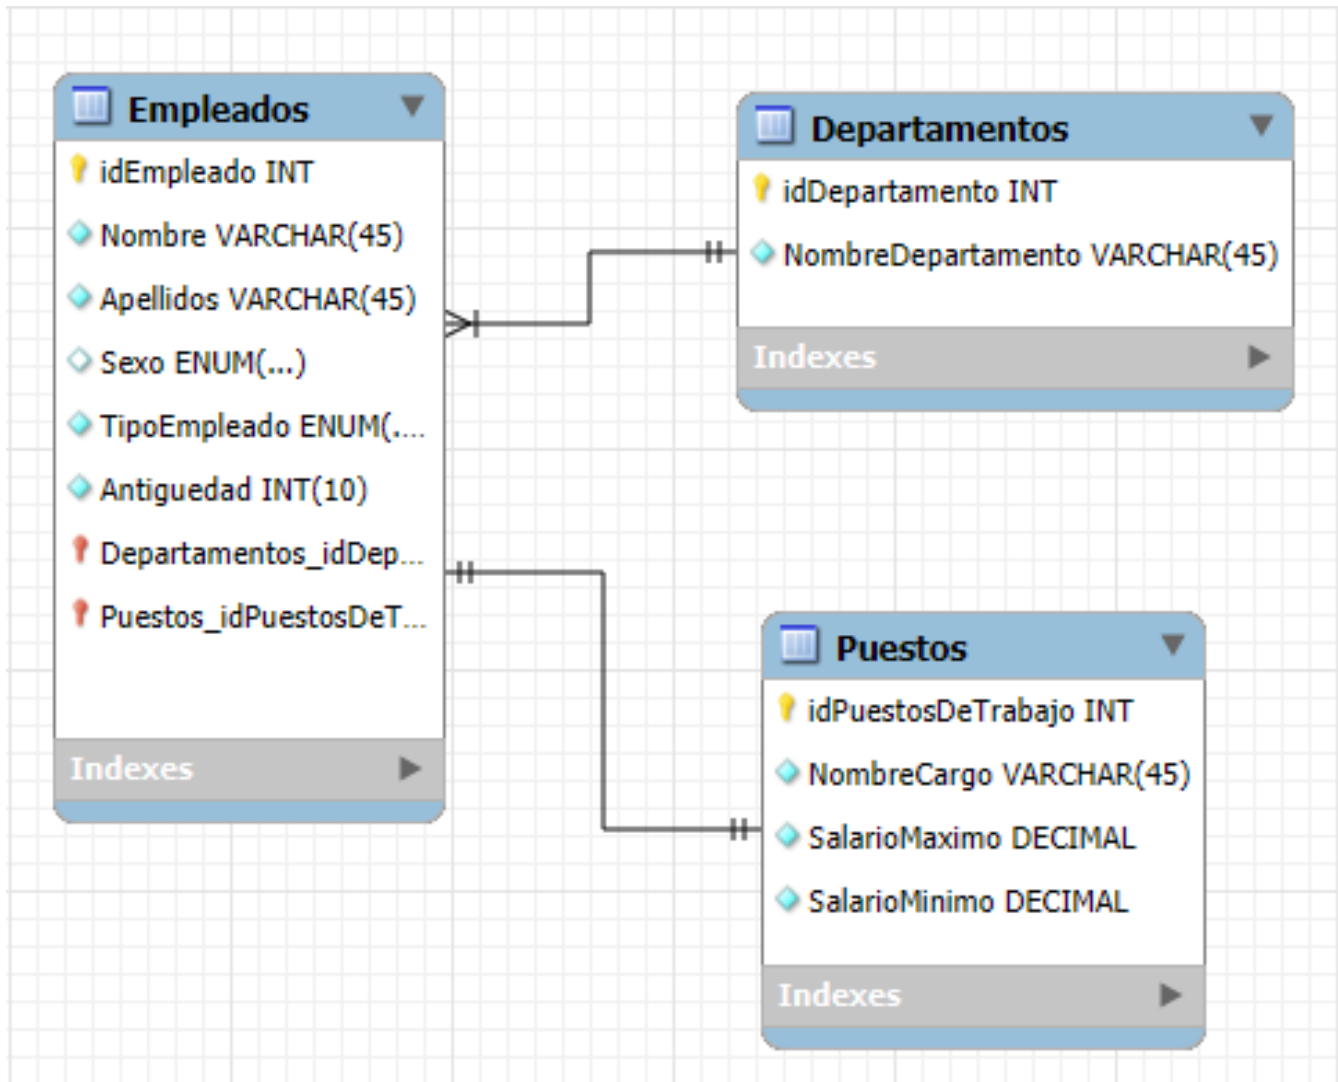 Empleados
idEmpleado INT
Nombre VARCHAR(45)
Apellidos VARCHAR(45)
Sexo ENUM(...)
TipoEmpleado ENUM(....
Antiguedad INT(10)
Departamentos_idDep...
Puestos_idPuestosDeT...
Indexes
Departamentos
idDepartamento INT
NombreDepartamento VARCHAR(45)
Indexes
Puestos
idPuestosDeTrabajo INT
NombreCargo VARCHAR(45)
SalarioMaximo DECIMAL
SalarioMinimo DECIMAL
Indexes